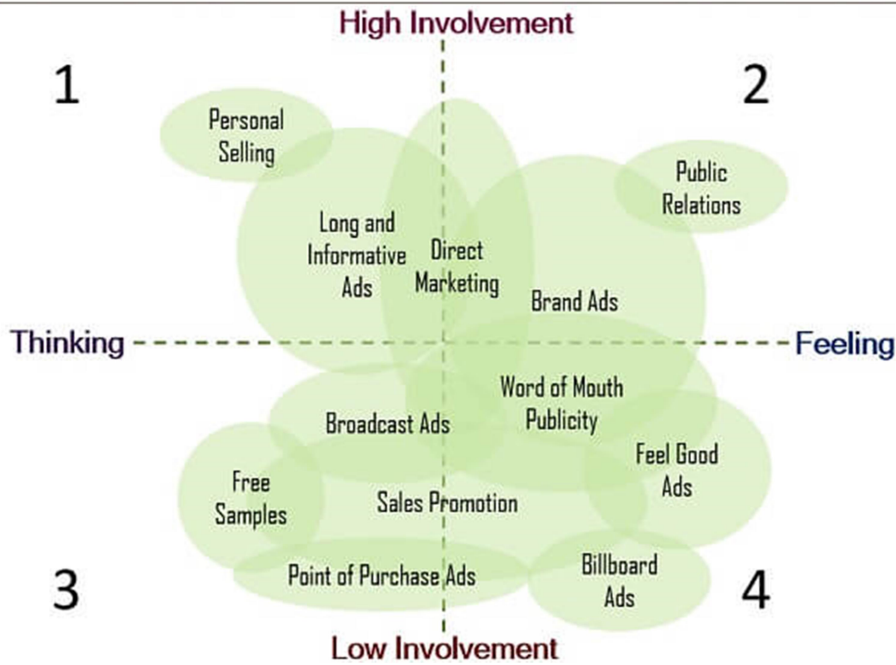 High Involvement
1
2
Personal
Selling
Public
Relations
Long and
Informative
Ads
Direct
Marketing
Brand Ads
Thinking
Feeling
Word of Mouth
Publicity
Broadcast Ads
Feel Good
Ads
Free
Samples
Sales Promotion
Point of Purchase Ads
Billboard
Ads
3
4
Low Involvement